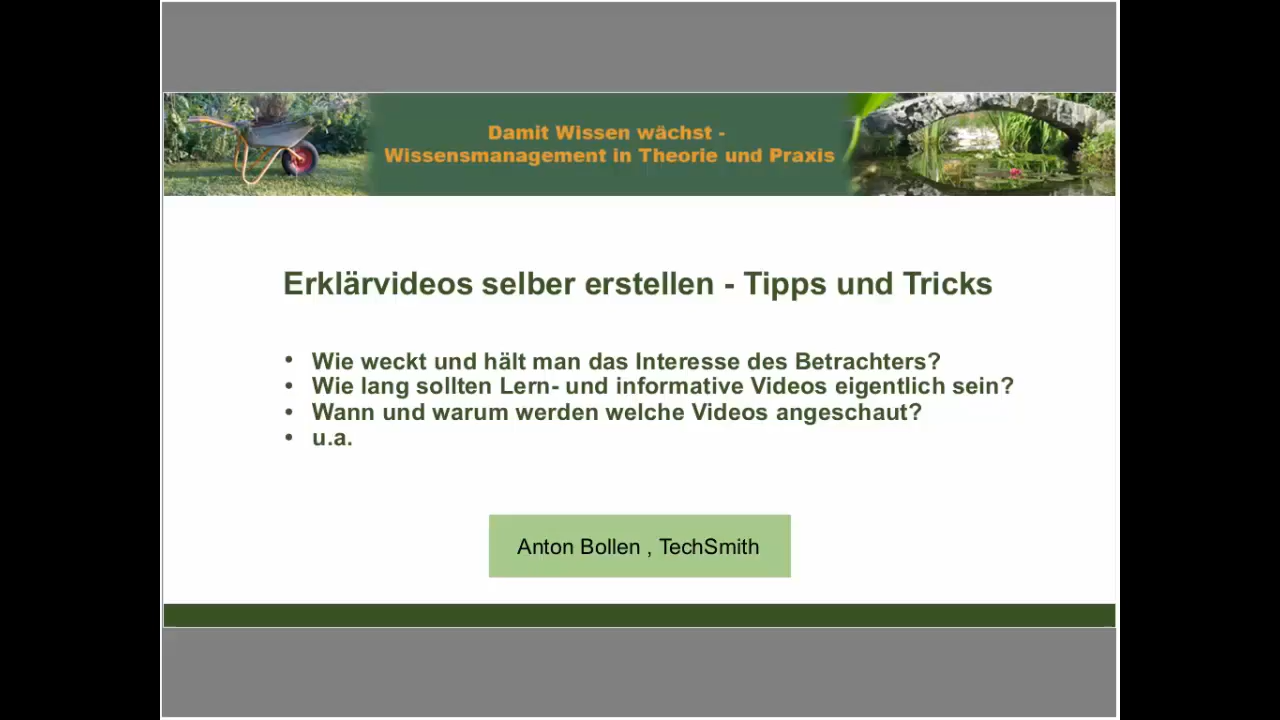 Damit Wissen wächst -
Wissensmanagement in Theorie und Praxis
Erklärvideos selber erstellen - Tipps und Tricks
• Wie weckt und hält man das Interesse des Betrachters?
• Wie lang sollten Lern- und informative Videos eigentlich sein?
• Wann und warum werden welche Videos angeschaut?
• u.a.
Anton Bollen , TechSmith